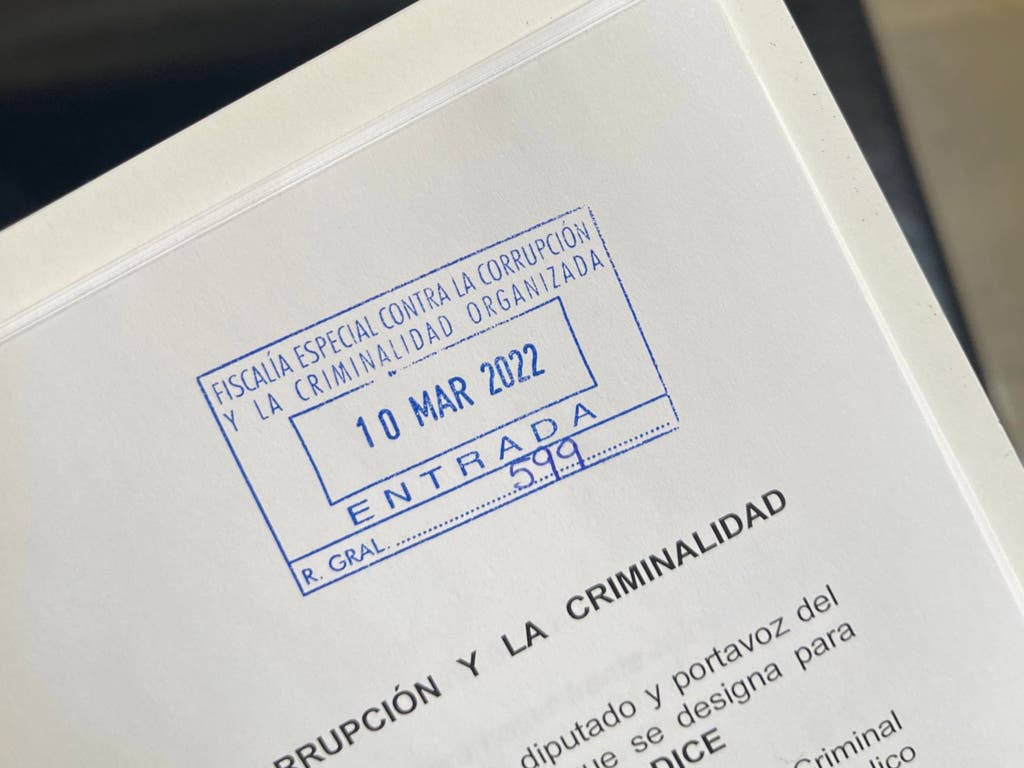 FISCALÍA ESPECIAL CONTRA LA CORRUPCIÓN
Y LA CRIMINALIDAD ORGANIZADA
10 MAR 2022
ENTRADA
R. GRAL. 599
RRUPCIÓN Y LA CRIMINALIDAD
diputado y portavoz del
ue se designa para
DICE
Criminal
lico